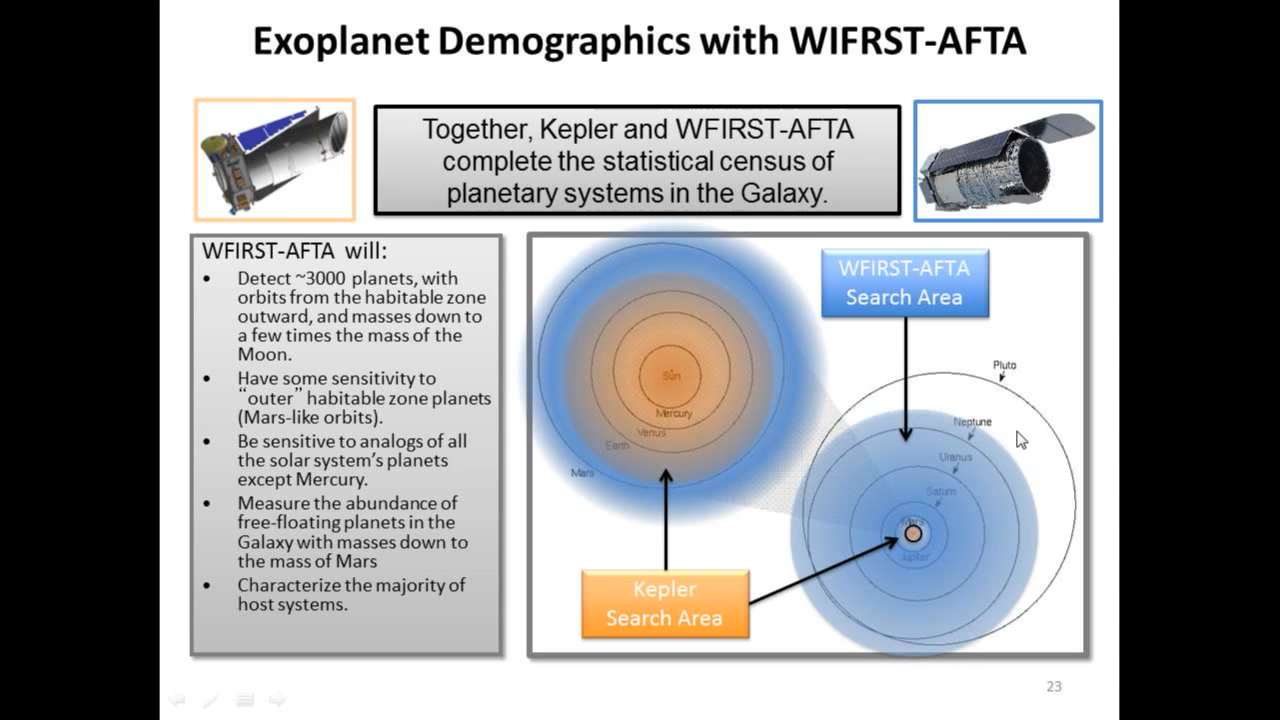 Exoplanet Demographics with WIFRST-AFTA
Together, Kepler and WFIRST-AFTA
complete the statistical census of
planetary systems in the Galaxy.
WFIRST-AFTA will:
• Detect ~3000 planets, with
orbits from the habitable zone
outward, and masses down to
a few times the mass of the
Moon.
• Have some sensitivity to
“outer” habitable zone planets
(Mars-like orbits).
• Be sensitive to analogs of all
the solar system’s planets
except Mercury.
• Measure the abundance of
free-floating planets in the
Galaxy with masses down to
the mass of Mars
• Characterize the majority of
host systems.
Sun
Mercury
Venus
Earth
Mars
Kepler
Search Area
WFIRST-AFTA
Search Area
Pluto
Neptune
Uranus
Saturn
Mars
Jupiter
23